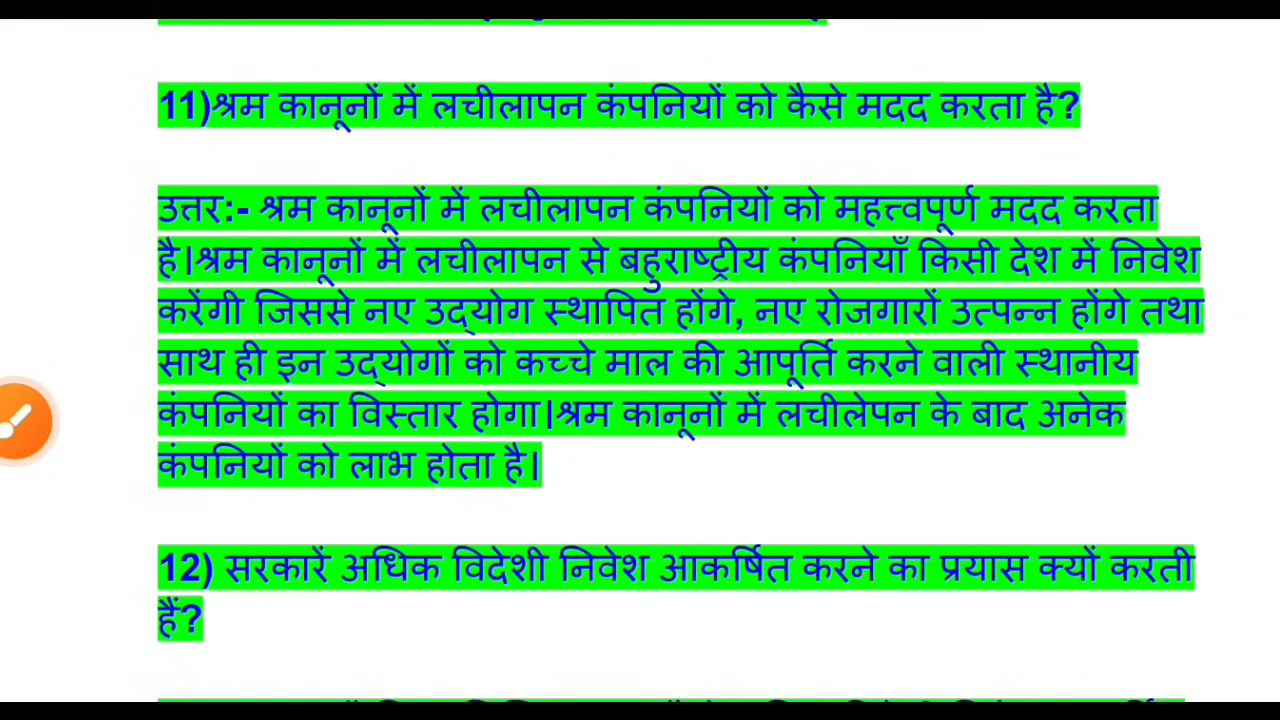 11)श्रम कानूनों में लचीलापन कंपनियों को कैसे मदद करता है?
उत्तर:- श्रम कानूनों में लचीलापन कंपनियों को महत्त्वपूर्ण मदद करता
है।श्रम कानूनों में लचीलापन से बहुराष्ट्रीय कंपनियाँ किसी देश में निवेश
करेंगी जिससे नए उद्योग स्थापित होंगे, नए रोजगारों उत्पन्न होंगे तथा
साथ ही इन उद्योगों को कच्चे माल की आपूर्ति करने वाली स्थानीय
कंपनियों का विस्तार होगा।श्रम कानूनों में लचीलेपन के बाद अनेक
कंपनियों को लाभ होता है।
12) सरकारें अधिक विदेशी निवेश आकर्षित करने का प्रयास क्यों करती
हैं?